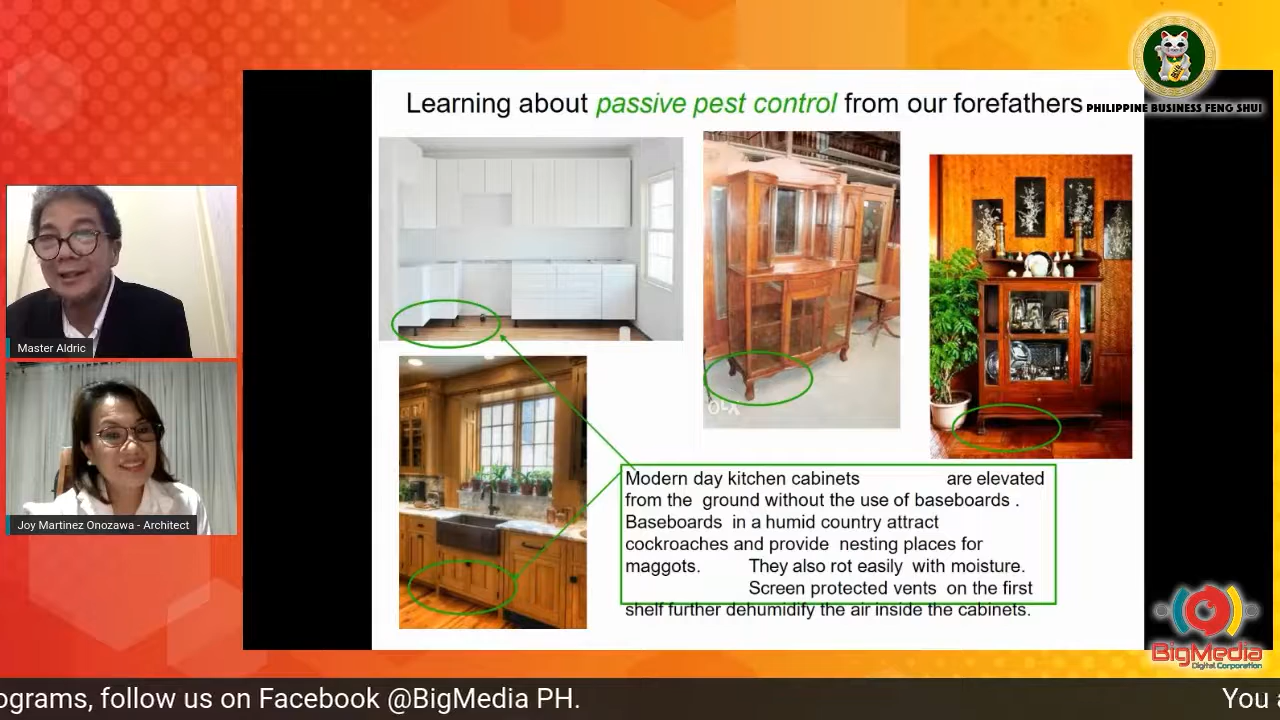 Learning about passive pest control from our forefathers
PHILIPPINE BUSINESS FENG SHUI
Master Aldric
Joy Martinez Onozawa - Architect
OLX
Modern day kitchen cabinets are elevated
from the ground without the use of baseboards .
Baseboards in a humid country attract
cockroaches and provide nesting places for
maggots. They also rot easily with moisture.
Screen protected vents on the first
shelf further dehumidify the air inside the cabinets.
BigMedia
Digital Corporation
ograms, follow us on Facebook @BigMedia PH.
You a